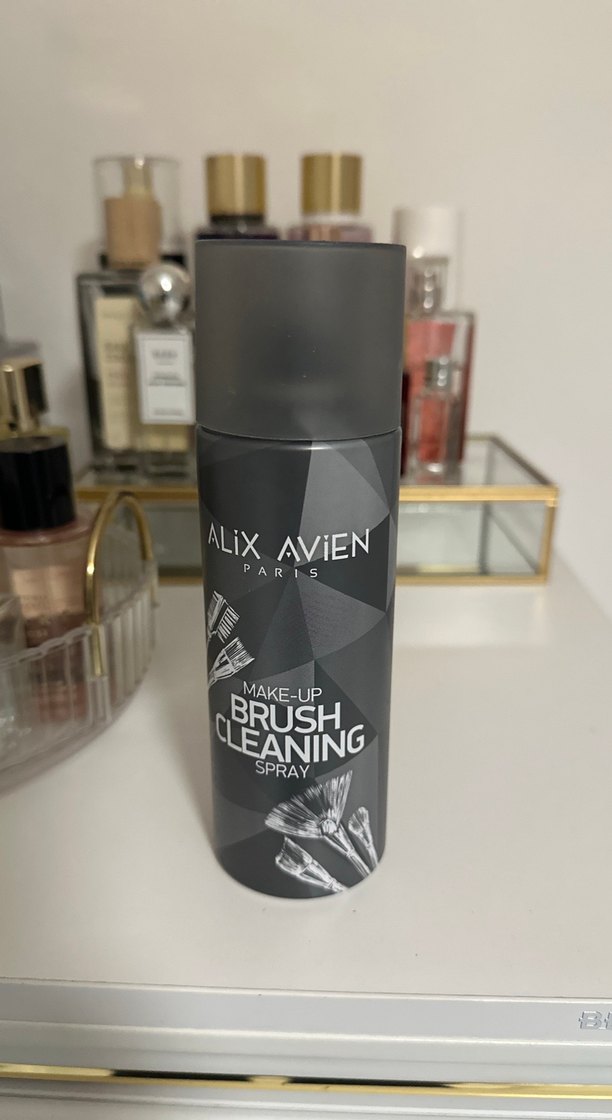 ALiX AViEN
PARIS
MAKE-UP
BRUSH
CLEANING
SPRAY